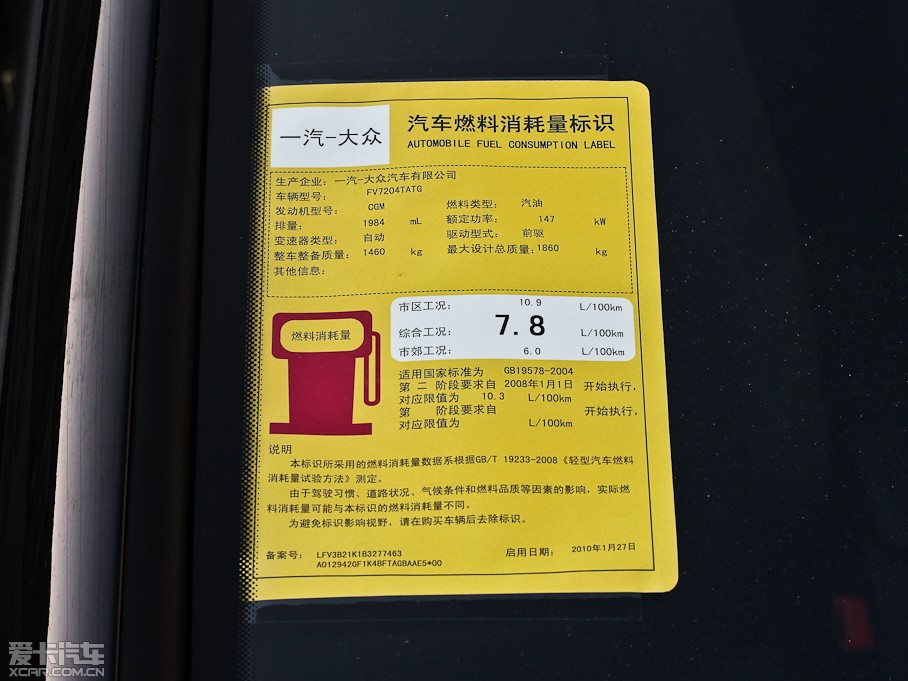 一汽-大众
汽车燃料消耗量标识
AUTOMOBILE FUEL CONSUMPTION LABEL
生产企业: 一汽-大众汽车有限公司
车辆型号: FV7204TATG
发动机型号: CGM 燃料类型: 汽油
排量: 1984 mL 额定功率: 147 kW
变速器类型: 自动 驱动型式: 前驱
整车整备质量: 1460 kg 最大设计总质量: 1860 kg
其他信息:
燃料消耗量
市区工况: 10.9 L/100km
综合工况: 7.8 L/100km
市郊工况: 6.0 L/100km
适用国家标准为 GB19578-2004
第 二 阶段要求自 2008年1月1日 开始执行,
对应限值为 10.3 L/100km
第 阶段要求自 开始执行,
对应限值为 L/100km
说明
本标识所采用的燃料消耗量数据系根据GB/T 19233-2008《轻型汽车燃料
消耗量试验方法》测定。
由于驾驶习惯、道路状况、气候条件和燃料品质等因素的影响, 实际燃
料消耗量可能与本标识的燃料消耗量不同。
为避免标识影响视野, 请在购买车辆后去除标识。
备案号: LFV3B21K1B3277463 启用日期: 2010年1月27日
A012942GF1K4BFTAGBAAE5*00
爱卡汽车
XCAR.COM.CN